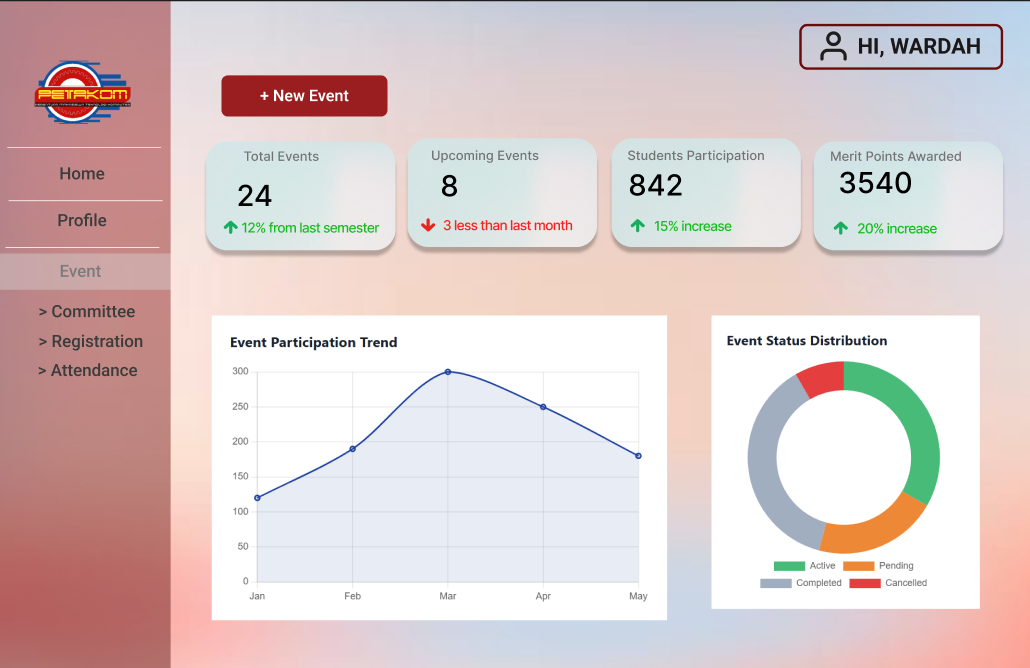 HI, WARDAH
PETAKOM
+ New Event
Home
Profile
Event
> Committee
> Registration
> Attendance
Total Events
24
12% from last semester
Upcoming Events
8
3 less than last month
Students Participation
842
15% increase
Merit Points Awarded
3540
20% increase
Event Participation Trend
300
250
200
150
100
50
0
Jan Feb Mar Apr May
Event Status Distribution
Active Pending
Completed Cancelled